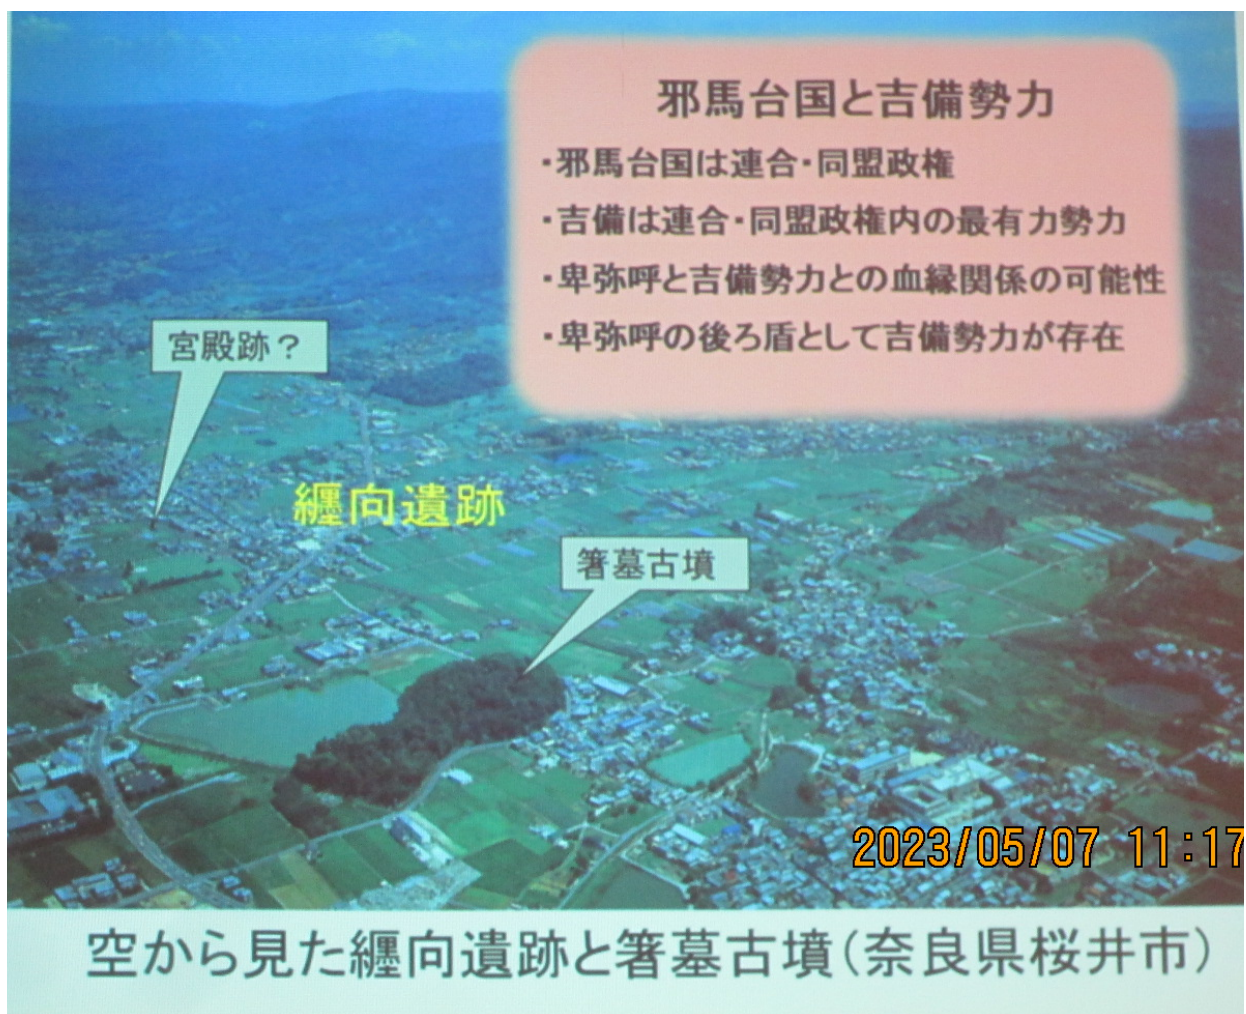 邪馬台国と吉備勢力
・邪馬台国は連合・同盟政権
・吉備は連合・同盟政権内の最有力勢力
・卑弥呼と吉備勢力との血縁関係の可能性
・卑弥呼の後ろ盾として吉備勢力が存在
宮殿跡？
纒向遺跡
箸墓古墳
2023/05/07 11:17
空から見た纒向遺跡と箸墓古墳（奈良県桜井市）